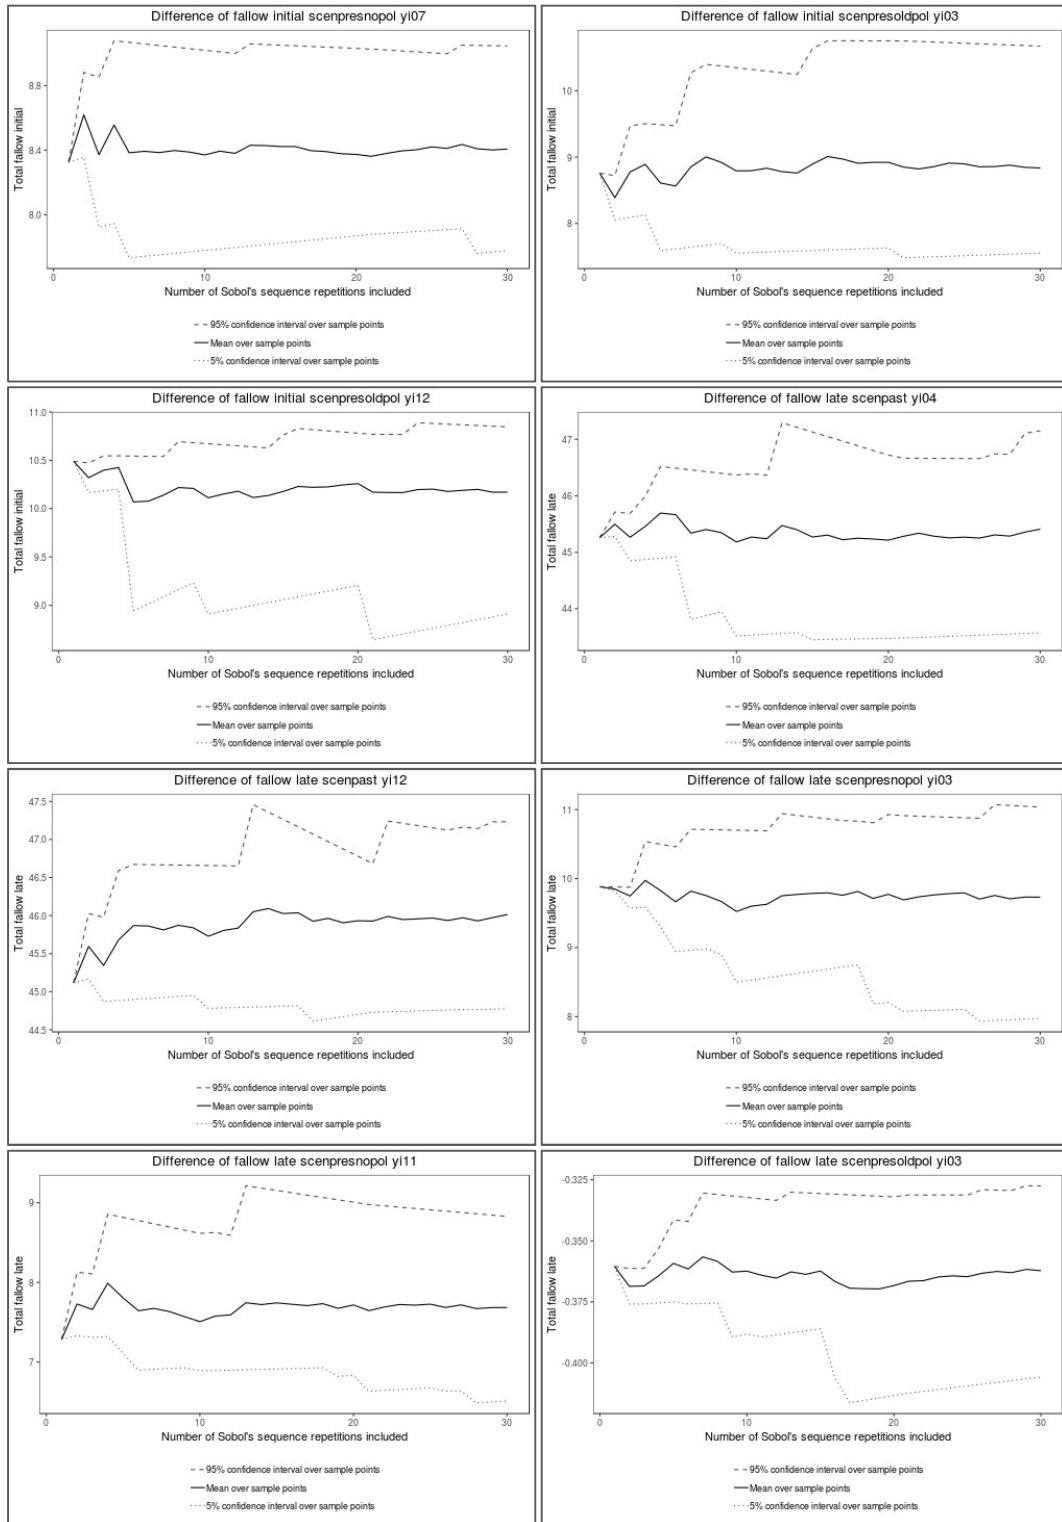 Difference of fallow initial scenpresnopol yi07
Total fallow initial
8.8
8.4
8.0
0
10
20
30
Number of Sobol's sequence repetitions included
95% confidence interval over sample points
Mean over sample points
5% confidence interval over sample points
Difference of fallow initial scenpresoldpol yi03
Total fallow initial
10
9
8
0
10
20
30
Number of Sobol's sequence repetitions included
95% confidence interval over sample points
Mean over sample points
5% confidence interval over sample points
Difference of fallow initial scenpresoldpol yi12
Total fallow initial
11.0
10.5
10.0
9.5
9.0
0
10
20
30
Number of Sobol's sequence repetitions included
95% confidence interval over sample points
Mean over sample points
5% confidence interval over sample points
Difference of fallow late scenpast yi04
Total fallow late
47
46
45
44
0
10
20
30
Number of Sobol's sequence repetitions included
95% confidence interval over sample points
Mean over sample points
5% confidence interval over sample points
Difference of fallow late scenpast yi12
Total fallow late
47.5
47.0
46.5
46.0
45.5
45.0
44.5
0
10
20
30
Number of Sobol's sequence repetitions included
95% confidence interval over sample points
Mean over sample points
5% confidence interval over sample points
Difference of fallow late scenpresnopol yi03
Total fallow late
11
10
9
8
0
10
20
30
Number of Sobol's sequence repetitions included
95% confidence interval over sample points
Mean over sample points
5% confidence interval over sample points
Difference of fallow late scenpresnopol yi11
Total fallow late
9
8
7
0
10
20
30
Number of Sobol's sequence repetitions included
95% confidence interval over sample points
Mean over sample points
5% confidence interval over sample points
Difference of fallow late scenpresoldpol yi03
Total fallow late
-0.325
-0.350
-0.375
-0.400
0
10
20
30
Number of Sobol's sequence repetitions included
95% confidence interval over sample points
Mean over sample points
5% confidence interval over sample points